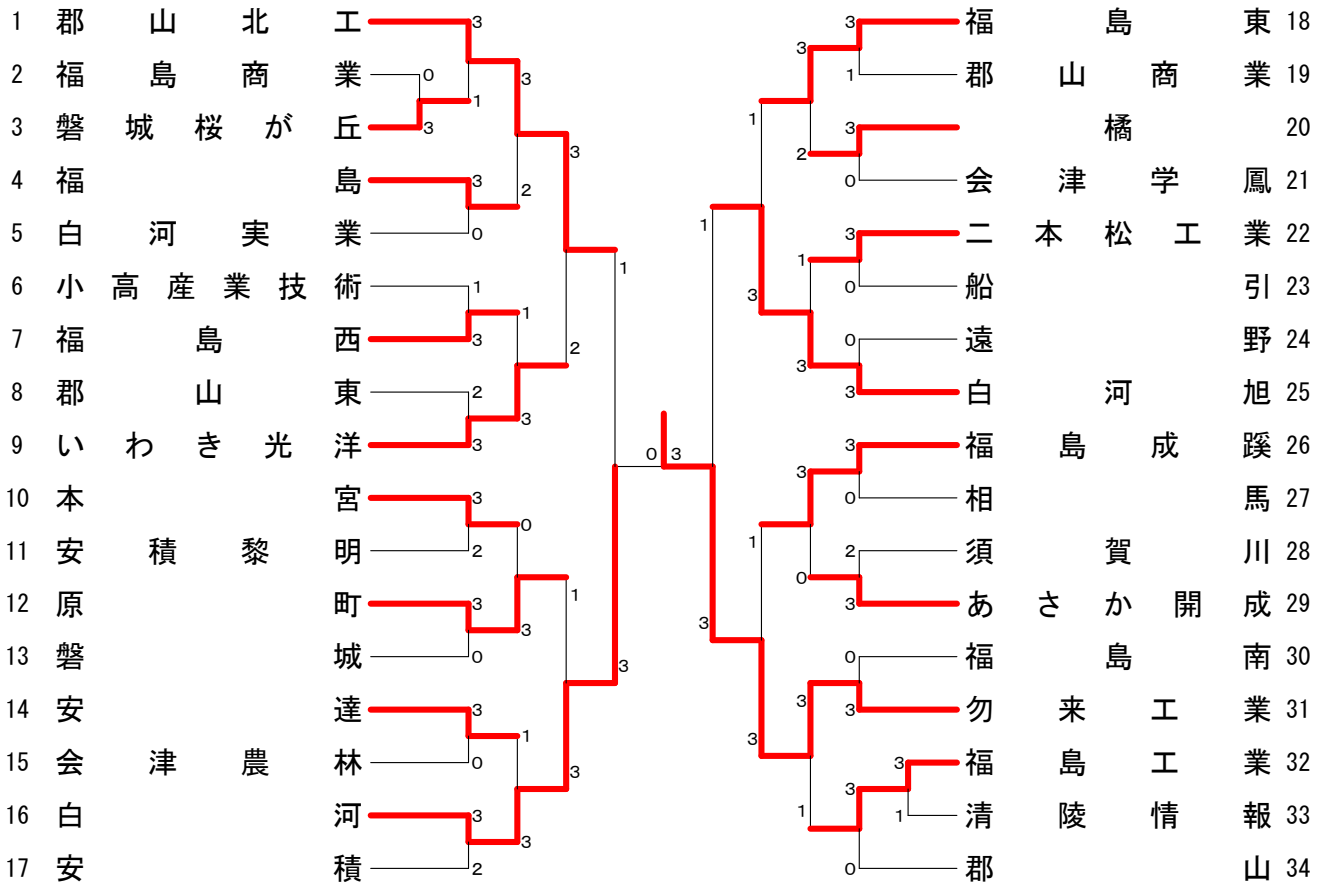 1 郡山北工 3
2 福島商業 0
3 磐城桜が丘 3
1
3
4 福島 3
2
5 白河実業 0
3
6 小高産業技術 1
1
7 福島西 3
2
8 郡山東 2
3
9 いわき光洋 3
1
10 本宮 3
0
11 安積黎明 2
1
12 原町 3
3
13 磐城 0
3
14 安達 3
1
15 会津農林 0
3
16 白河 3
3
17 安積 2
0 3
3 福島東 18
3
1 郡山商業 19
1
3 橘 20
2
0 会津学鳳 21
1
3 二本松工業 22
1
0 船引 23
3
0 遠野 24
3
3 白河旭 25
3 福島成蹊 26
3
0 相馬 27
1
2 須賀川 28
0
3 あさか開成 29
3
0 福島南 30
3
3 勿来工業 31
3
3 福島工業 32
3
1
1 清陵情報 33
0 郡山 34